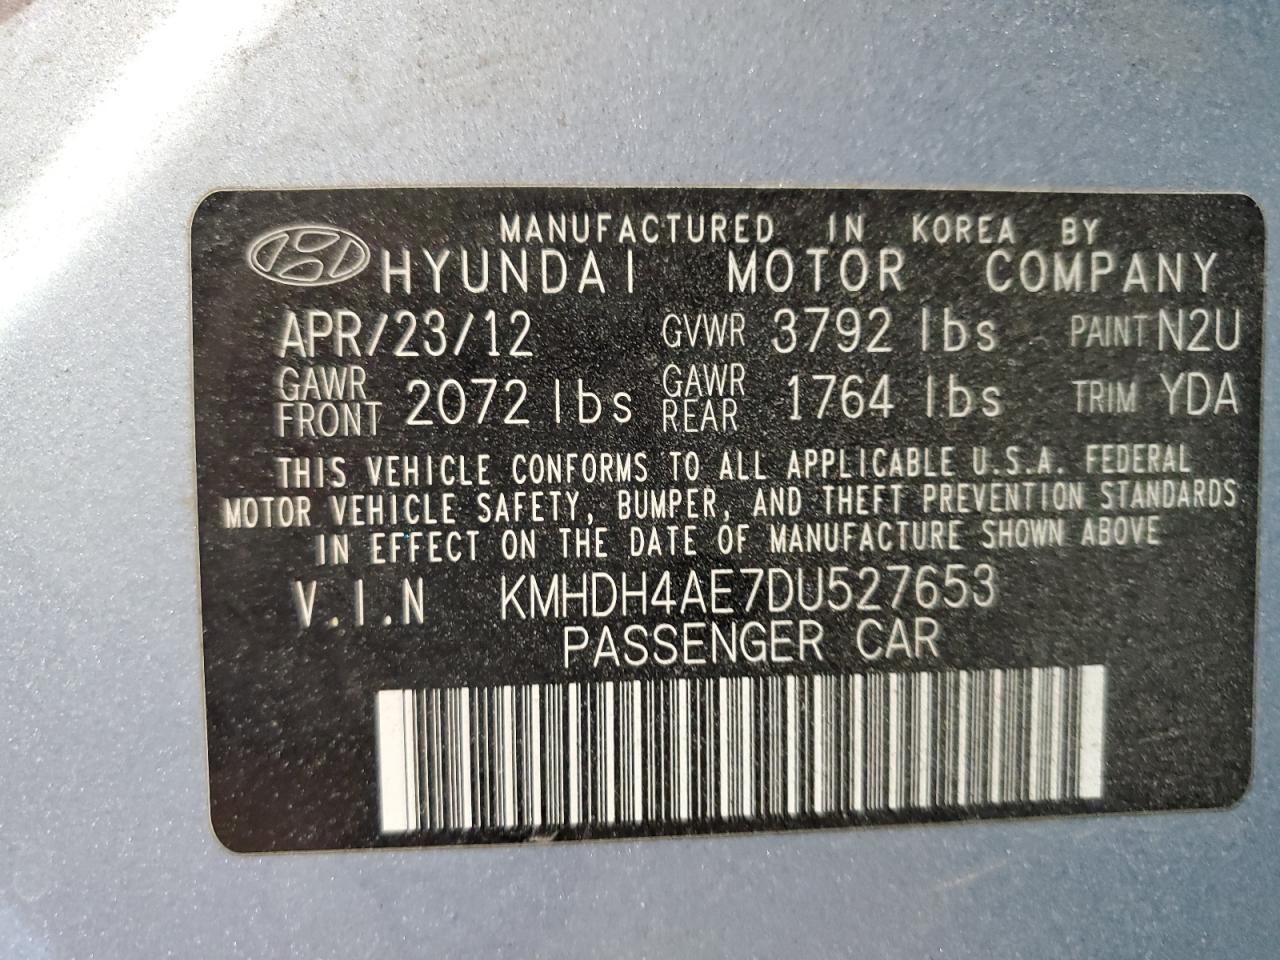 MANUFACTURED IN KOREA BY
HYUNDAI MOTOR COMPANY
APR/23/12 GVWR 3792 lbs PAINT N2U
GAWR FRONT 2072 lbs GAWR REAR 1764 lbs TRIM YDA
THIS VEHICLE CONFORMS TO ALL APPLICABLE U.S.A. FEDERAL
MOTOR VEHICLE SAFETY, BUMPER, AND THEFT PREVENTION STANDARDS
IN EFFECT ON THE DATE OF MANUFACTURE SHOWN ABOVE
V.I.N KMHDH4AE7DU527653
PASSENGER CAR